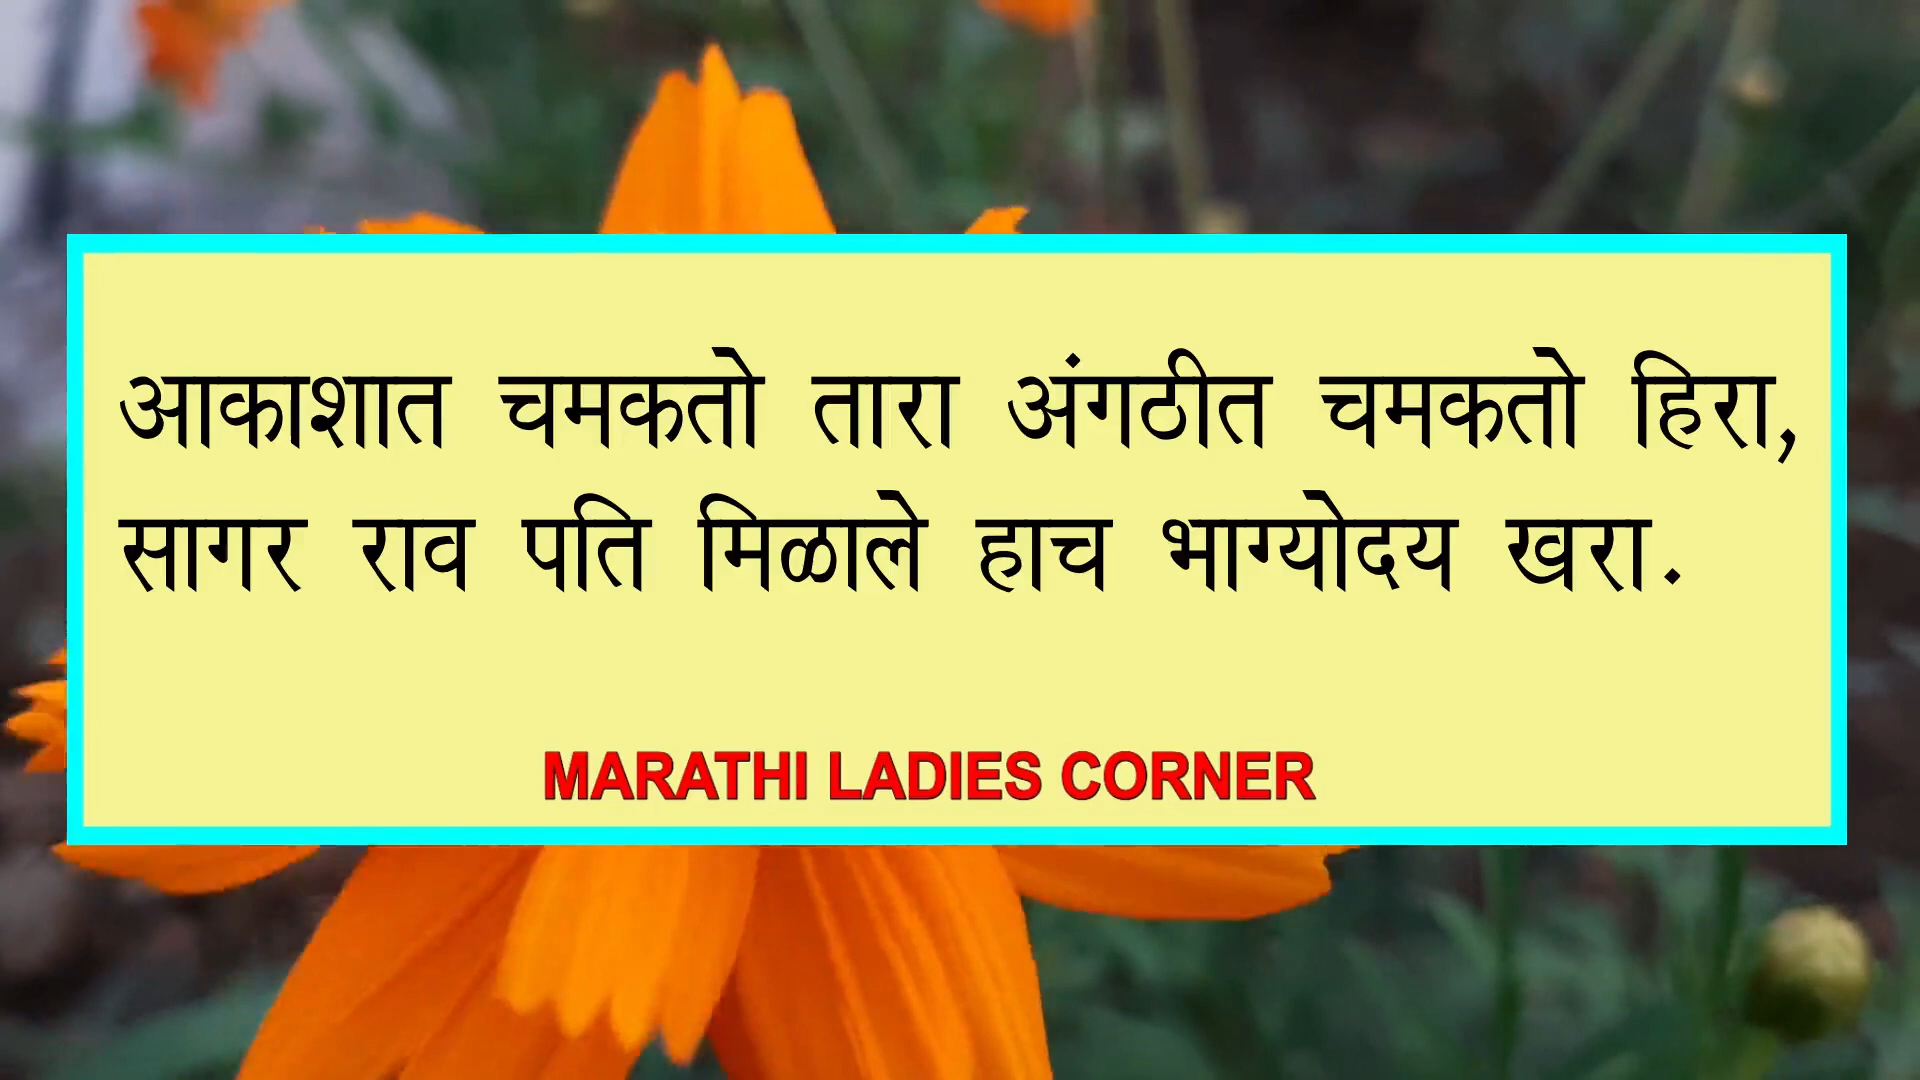 आकाशात चमकतो तारा अंगठीत चमकतो हिरा,
सागर राव पति मिळाले हाच भाग्योदय खरा.
MARATHI LADIES CORNER